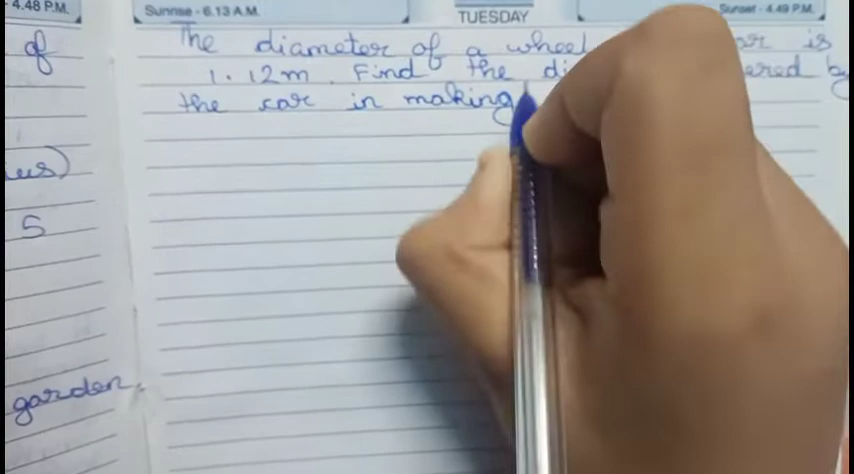 4.48 P.M.
Sunrise - 6.13 A.M.
TUESDAY
Sunset - 4.49 P.M.
of
5
garden.
The diameter of a wheel is
1.12m. Find the
the car in making